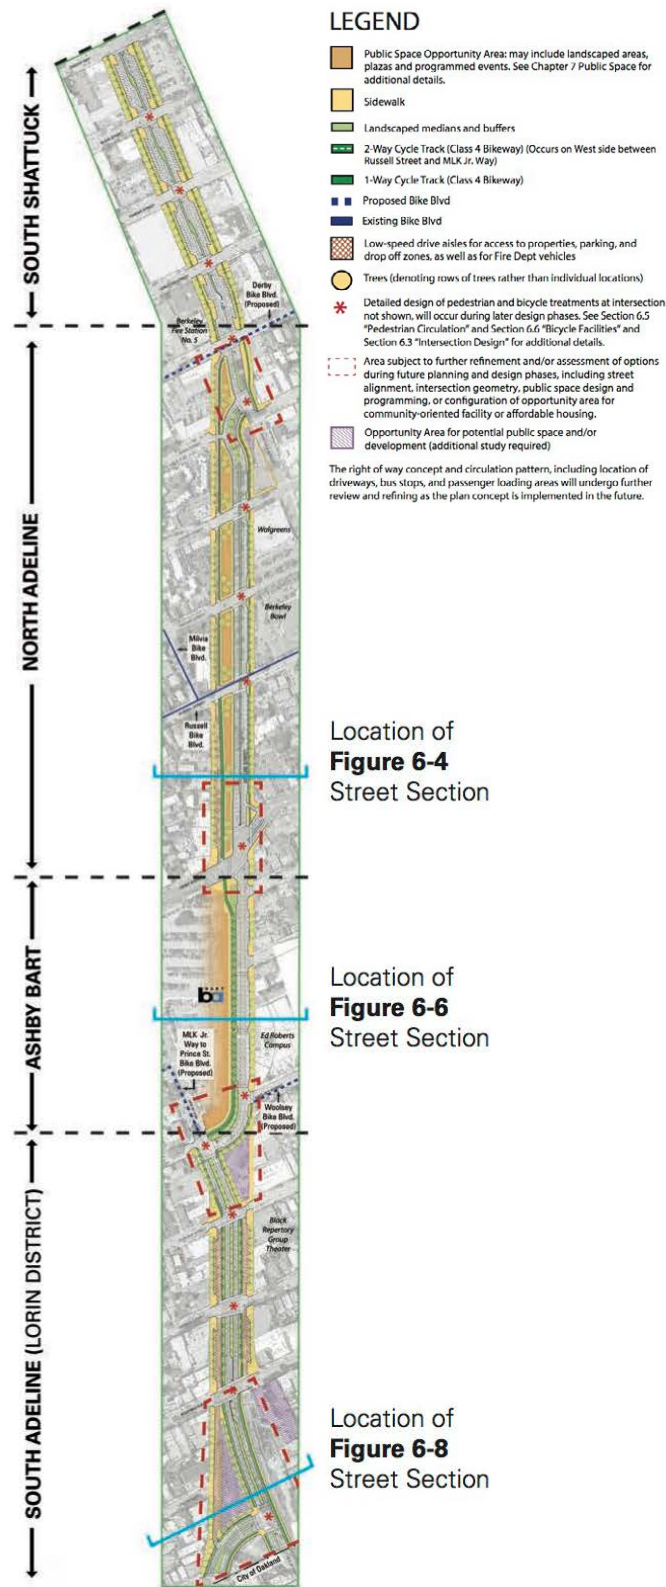 LEGEND
Public Space Opportunity Area: may include landscaped areas,
plazas and programmed events. See Chapter 7 Public Space for
additional details.
Sidewalk
Landscaped medians and buffers
2-Way Cycle Track (Class 4 Bikeway) (Occurs on West side between
Russell Street and MLK Jr. Way)
1-Way Cycle Track (Class 4 Bikeway)
Proposed Bike Blvd
Existing Bike Blvd
Low-speed drive aisles for access to properties, parking, and
drop off zones, as well as for Fire Dept vehicles
Trees (denoting rows of trees rather than individual locations)
Detailed design of pedestrian and bicycle treatments at intersection
not shown, will occur during later design phases. See Section 6.5
"Pedestrian Circulation" and Section 6.6 "Bicycle Facilities" and
Section 6.3 "Intersection Design" for additional details.
Area subject to further refinement and/or assessment of options
during future planning and design phases, including street
alignment, intersection geometry, public space design and
programming, or configuration of opportunity area for
community-oriented facility or affordable housing.
Opportunity Area for potential public space and/or
development (additional study required)
The right of way concept and circulation pattern, including location of
driveways, bus stops, and passenger loading areas will undergo further
review and refining as the plan concept is implemented in the future.
SOUTH SHATTUCK
Derby
Bike Blvd.
(Proposed)
Berkeley
Fire Station
No. 5
NORTH ADELINE
Walgreens
Berkeley
Bowl
Milvia
Bike
Blvd.
Russell
Bike
Blvd.
Location of
Figure 6-4
Street Section
ASHBY BART
ba
Location of
Figure 6-6
Street Section
MLK Jr.
Way to
Prince St.
Bike Blvd.
(Proposed)
Ed Roberts
Campus
Woolsey
Bike Blvd.
(Proposed)
SOUTH ADELINE (LORIN DISTRICT)
Black
Repertory
Group
Theater
Location of
Figure 6-8
Street Section
City of Oakland